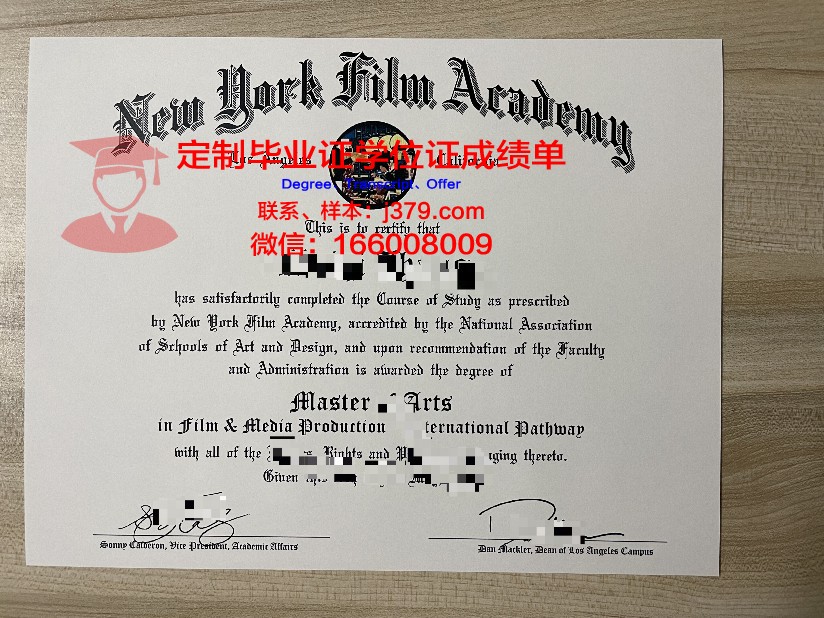 New York Film Academy
定制毕业证学位证成绩单
Los Angeles California
Degree、Transcript、Offer
联系、样本：j379.com
This is to certify that
微信：166008009
has satisfactorily completed the Course of Study as prescribed
by New York Film Academy, accredited by the National Association
of Schools of Art and Design, and upon recommendation of the Faculty
and Administration is awarded the degree of
Master Arts
in Film & Media Production Pathway
with all of the Rights and thereto.
Given
Sonny Calderon, Vice President, Academic Affairs
Dan Mackler, Dean of Los Angeles Campus